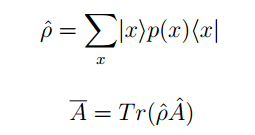 ρ̂ = ∑ₓ |x⟩p(x)⟨x|
A̅ = Tr(ρ̂Â)